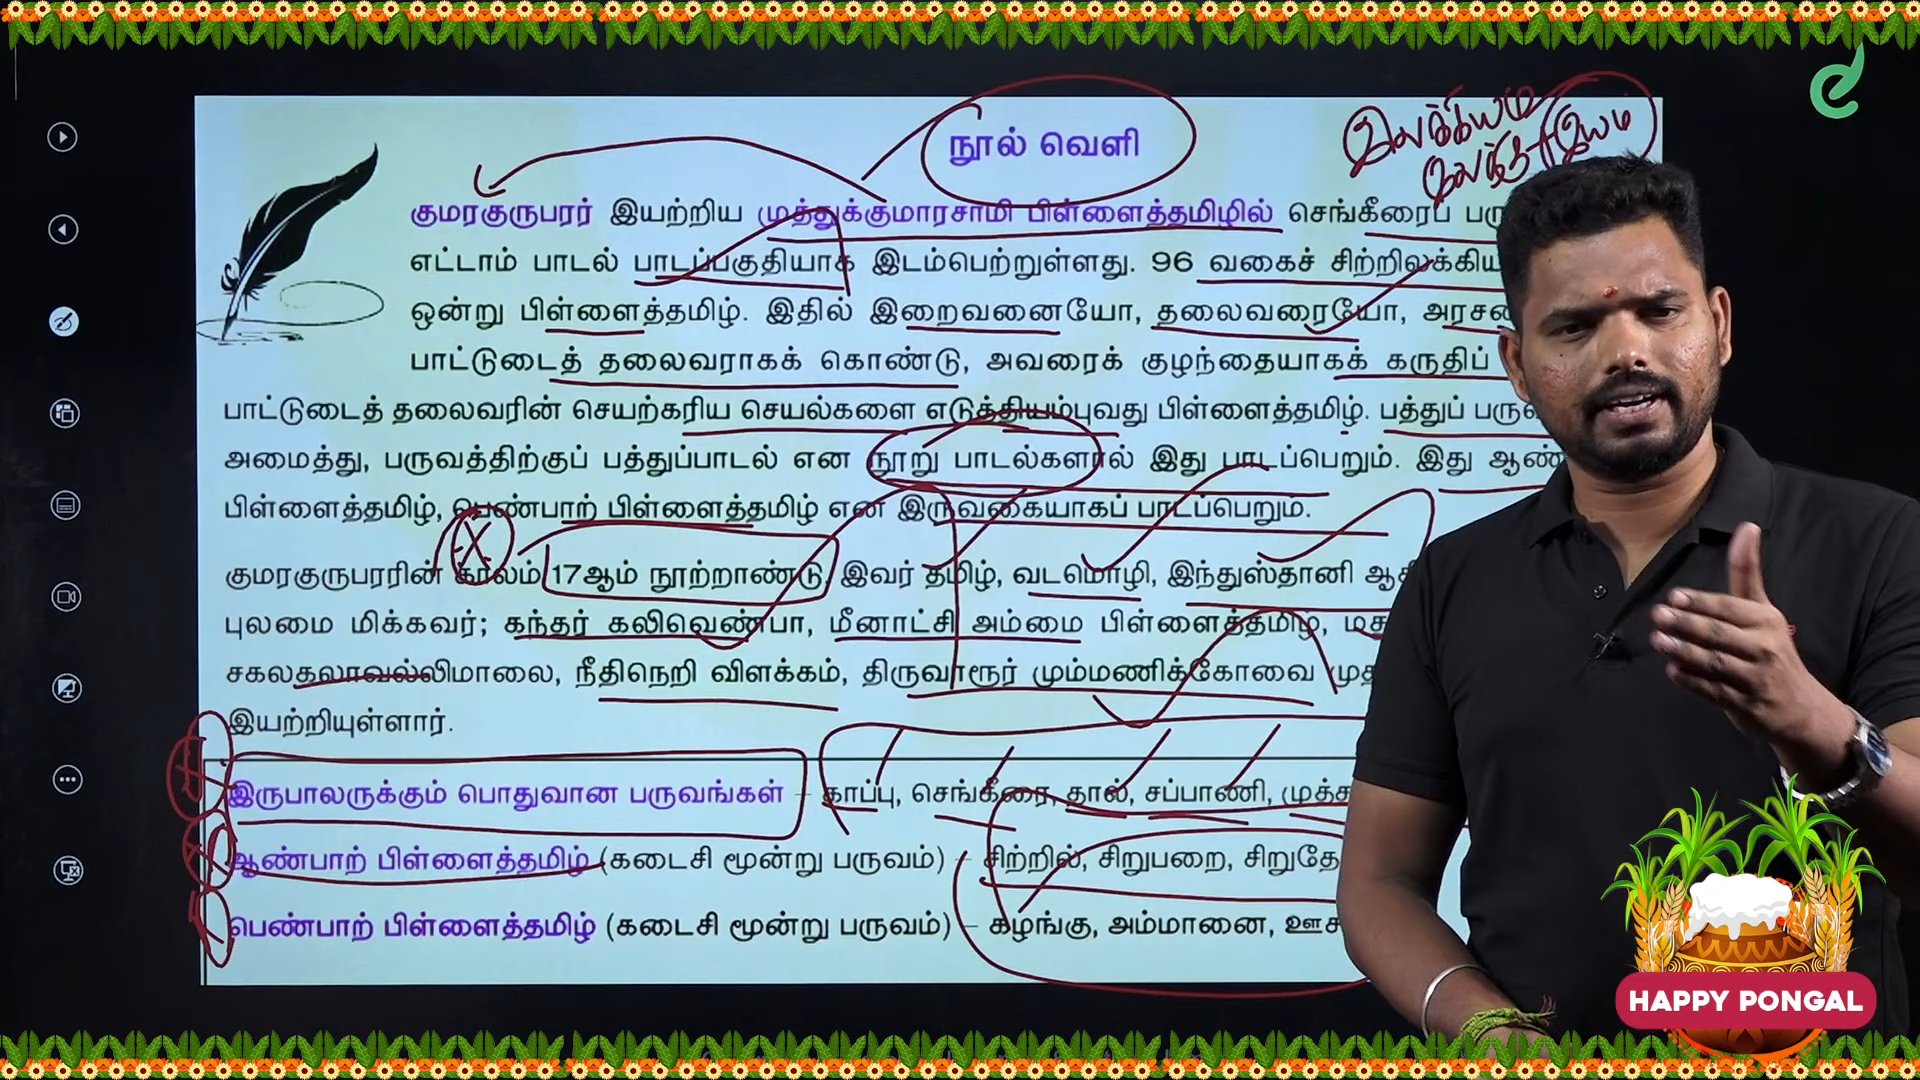 இலக்கியம்
நூல் வெளி
குமரகுருபரர் இயற்றிய முத்துக்குமாரசாமி பிள்ளைத்தமிழில் செங்கீரைப்
எட்டாம் பாடல் பாடப்பகுதியாக இடம்பெற்றுள்ளது. 96 வகைச்
ஒன்று பிள்ளைத்தமிழ். இதில் இறைவனையோ, தலைவரையோ,
பாட்டுடைத் தலைவராகக் கொண்டு, அவரைக் குழந்தையாகக் கருதிப்
பாட்டுடைத் தலைவரின் செயற்கரிய செயல்களை எடுத்தியம்புவது பிள்ளைத்தமிழ். பத்துப்
அமைத்து, பருவத்திற்குப் பத்துப்பாடல் என நூறு பாடல்களால் இது பாடப்பெறும். இது
பிள்ளைத்தமிழ், பெண்பாற் பிள்ளைத்தமிழ் என இருவகையாகப் பாடப்பெறும்.
குமரகுருபரரின் காலம் 17ஆம் நூற்றாண்டு. இவர் தமிழ், வடமொழி, இந்துஸ்தானி
புலமை மிக்கவர்; கந்தர் கலிவெண்பா, மீனாட்சி அம்மை பிள்ளைத்தமிழ்,
சகலகலாவல்லிமாலை, நீதிநெறி விளக்கம், திருவாரூர் மும்மணிக்கோவை
இயற்றியுள்ளார்.
இருபாலருக்கும் பொதுவான பருவங்கள் – காப்பு, செங்கீரை, தால், சப்பாணி,
ஆண்பாற் பிள்ளைத்தமிழ் (கடைசி மூன்று பருவம்) – சிற்றில், சிறுபறை,
பெண்பாற் பிள்ளைத்தமிழ் (கடைசி மூன்று பருவம்) – கழங்கு, அம்மானை,
HAPPY PONGAL